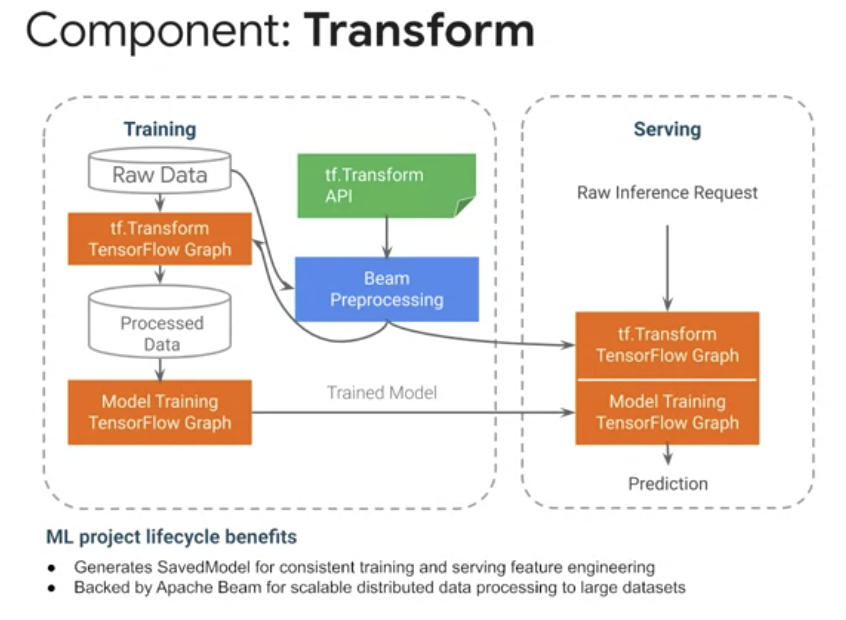 Component: Transform
Training
Raw Data
tf.Transform
TensorFlow Graph
Processed
Data
Model Training
TensorFlow Graph
tf.Transform
API
Beam
Preprocessing
Trained Model
Serving
Raw Inference Request
tf.Transform
TensorFlow Graph
Model Training
TensorFlow Graph
Prediction
ML project lifecycle benefits
● Generates SavedModel for consistent training and serving feature engineering
● Backed by Apache Beam for scalable distributed data processing to large datasets